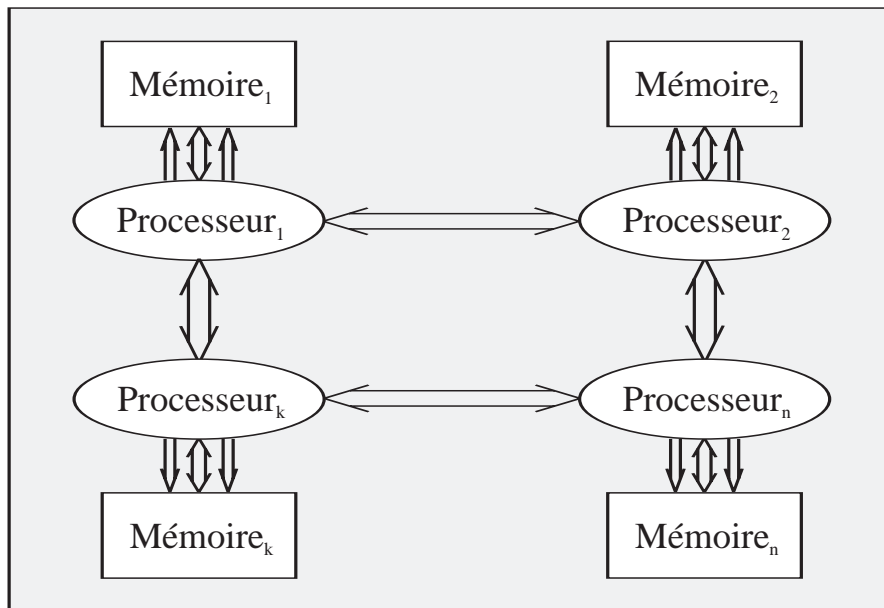 Mémoire1 Mémoire2
Processeur1 Processeur2
Processeurk Processeurn
Mémoirek Mémoiren